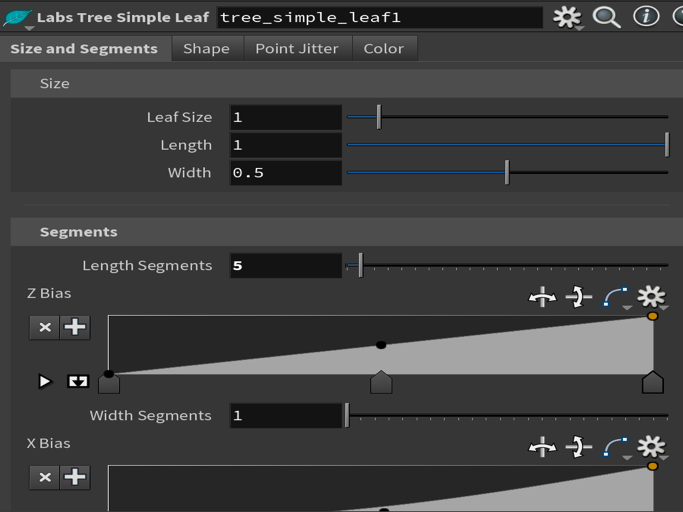 Labs Tree Simple Leaf tree_simple_leaf1
Size and Segments Shape Point Jitter Color
Size
Leaf Size 1
Length 1
Width 0.5
Segments
Length Segments 5
Z Bias
Width Segments 1
X Bias